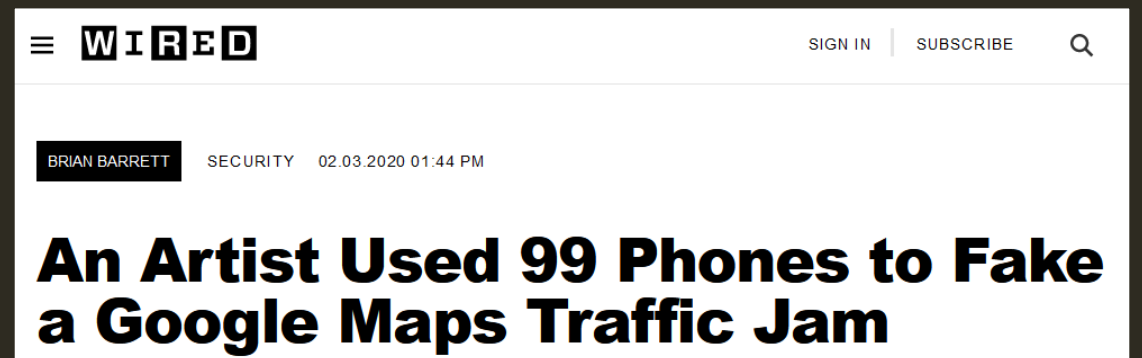 WIRED SIGN IN SUBSCRIBE
BRIAN BARRETT SECURITY 02.03.2020 01:44 PM
An Artist Used 99 Phones to Fake
a Google Maps Traffic Jam